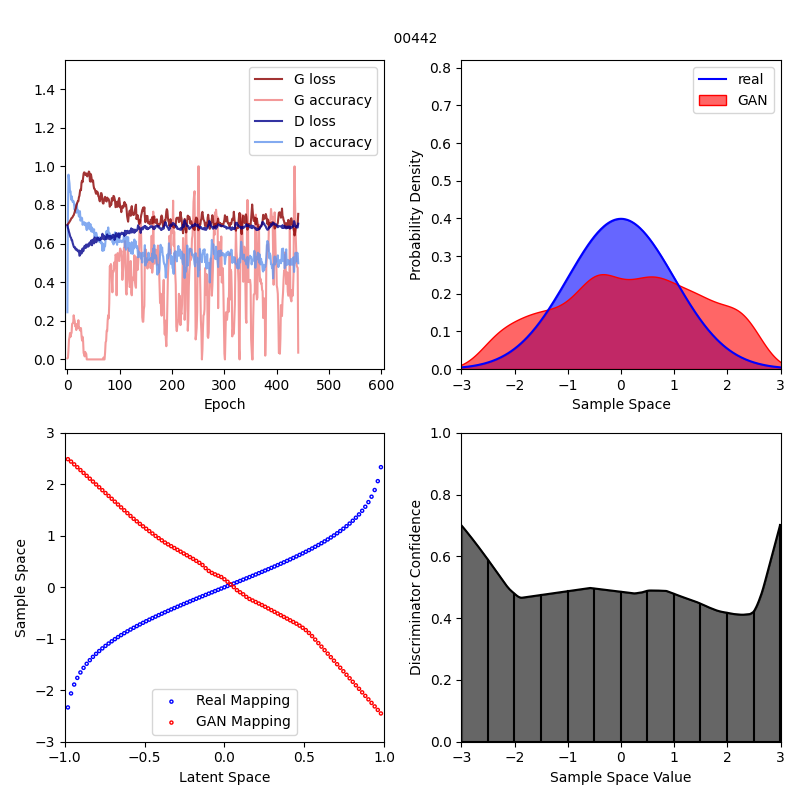 00442
1.4
1.2
1.0
0.8
0.6
0.4
0.2
0.0
G loss
G accuracy
D loss
D accuracy
0 100 200 300 400 500 600
Epoch
Probability Density
0.8
0.7
0.6
0.5
0.4
0.3
0.2
0.1
0.0
real
GAN
−3 −2 −1 0 1 2 3
Sample Space
Sample Space
3
2
1
0
−1
−2
−3
Real Mapping
GAN Mapping
−1.0 −0.5 0.0 0.5 1.0
Latent Space
Discriminator Confidence
1.0
0.8
0.6
0.4
0.2
0.0
−3 −2 −1 0 1 2 3
Sample Space Value